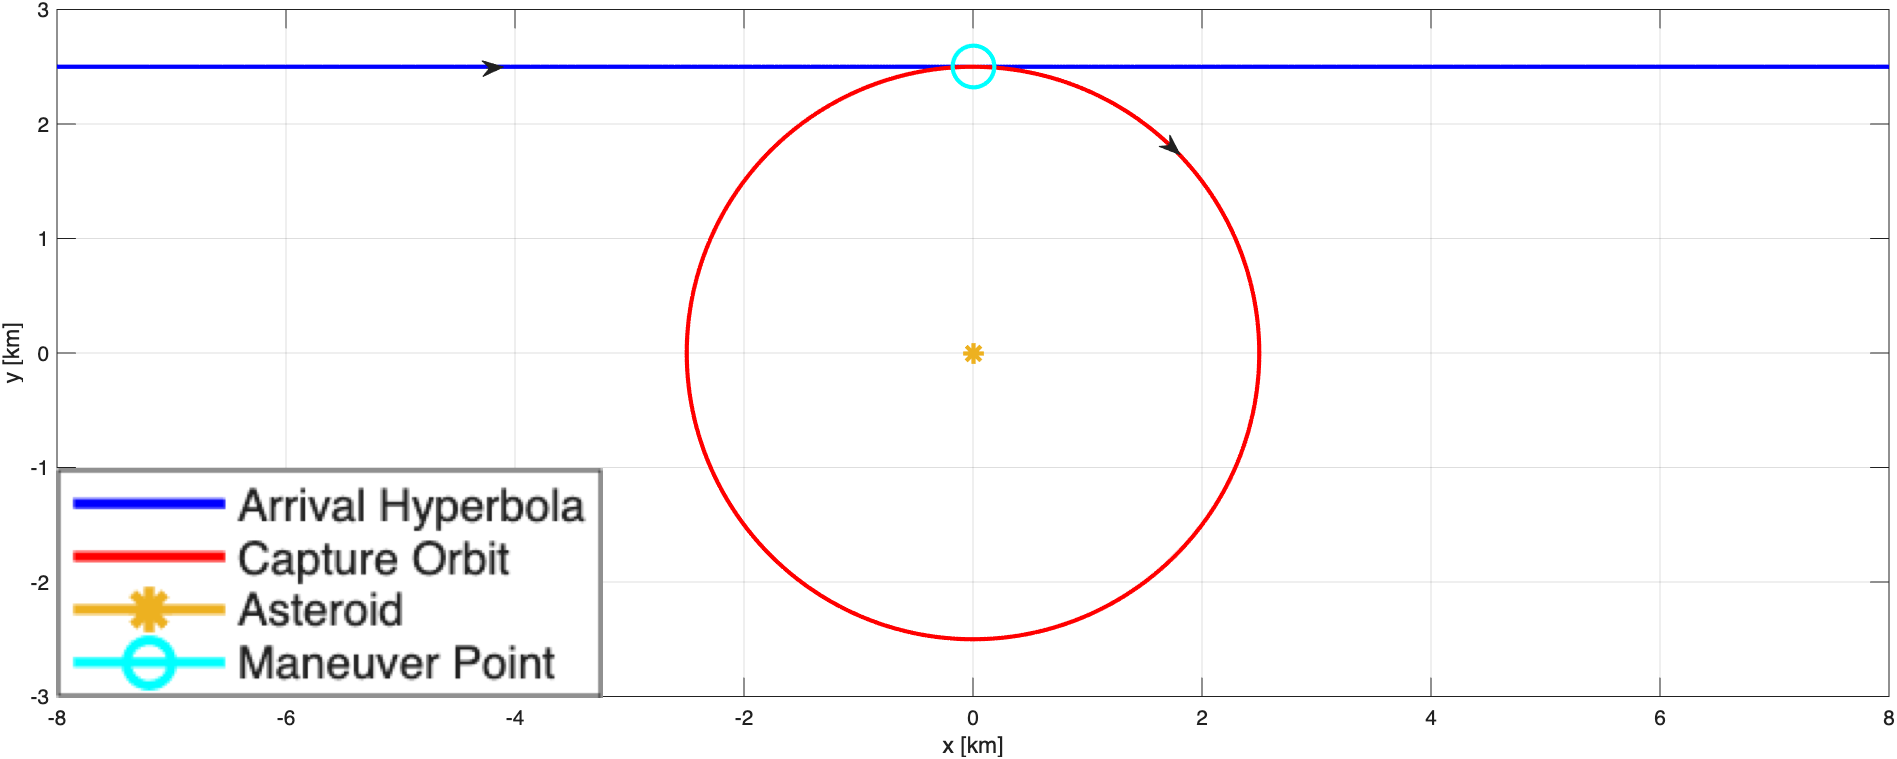 3
2
1
0
-1
-2
-3
y [km]
Arrival Hyperbola
Capture Orbit
Asteroid
Maneuver Point
-8 -6 -4 -2 0 2 4 6 8
x [km]